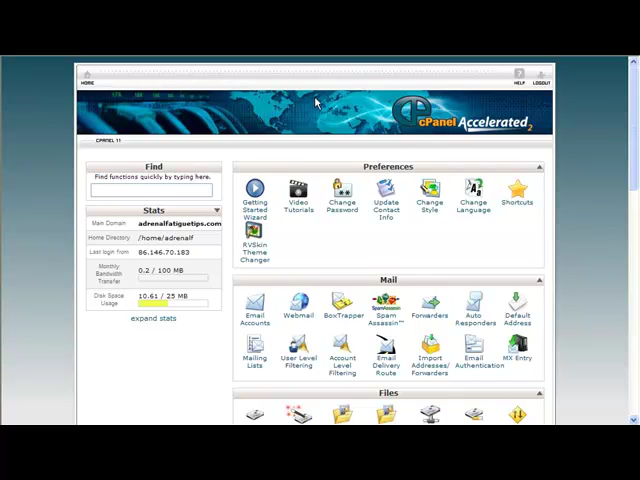 HOME
HELP
LOGOUT
cPanel Accelerated2
CPANEL 11
Find
Find functions quickly by typing here.
Stats
Main Domain adrenalfatiguetips.com
Home Directory /home/adrenalf
Last login from 86.146.70.183
Monthly Bandwidth Transfer 0.2 / 100 MB
Disk Space Usage 10.61 / 25 MB
expand stats
Preferences
Getting Started Wizard
Video Tutorials
Change Password
Update Contact Info
Change Style
Change Language
Shortcuts
RVSkin Theme Changer
Mail
Email Accounts
Webmail
BoxTrapper
Spam Assassin™
Forwarders
Auto Responders
Default Address
Mailing Lists
User Level Filtering
Account Level Filtering
Email Delivery Route
Import Addresses/ Forwarders
Email Authentication
MX Entry
Files